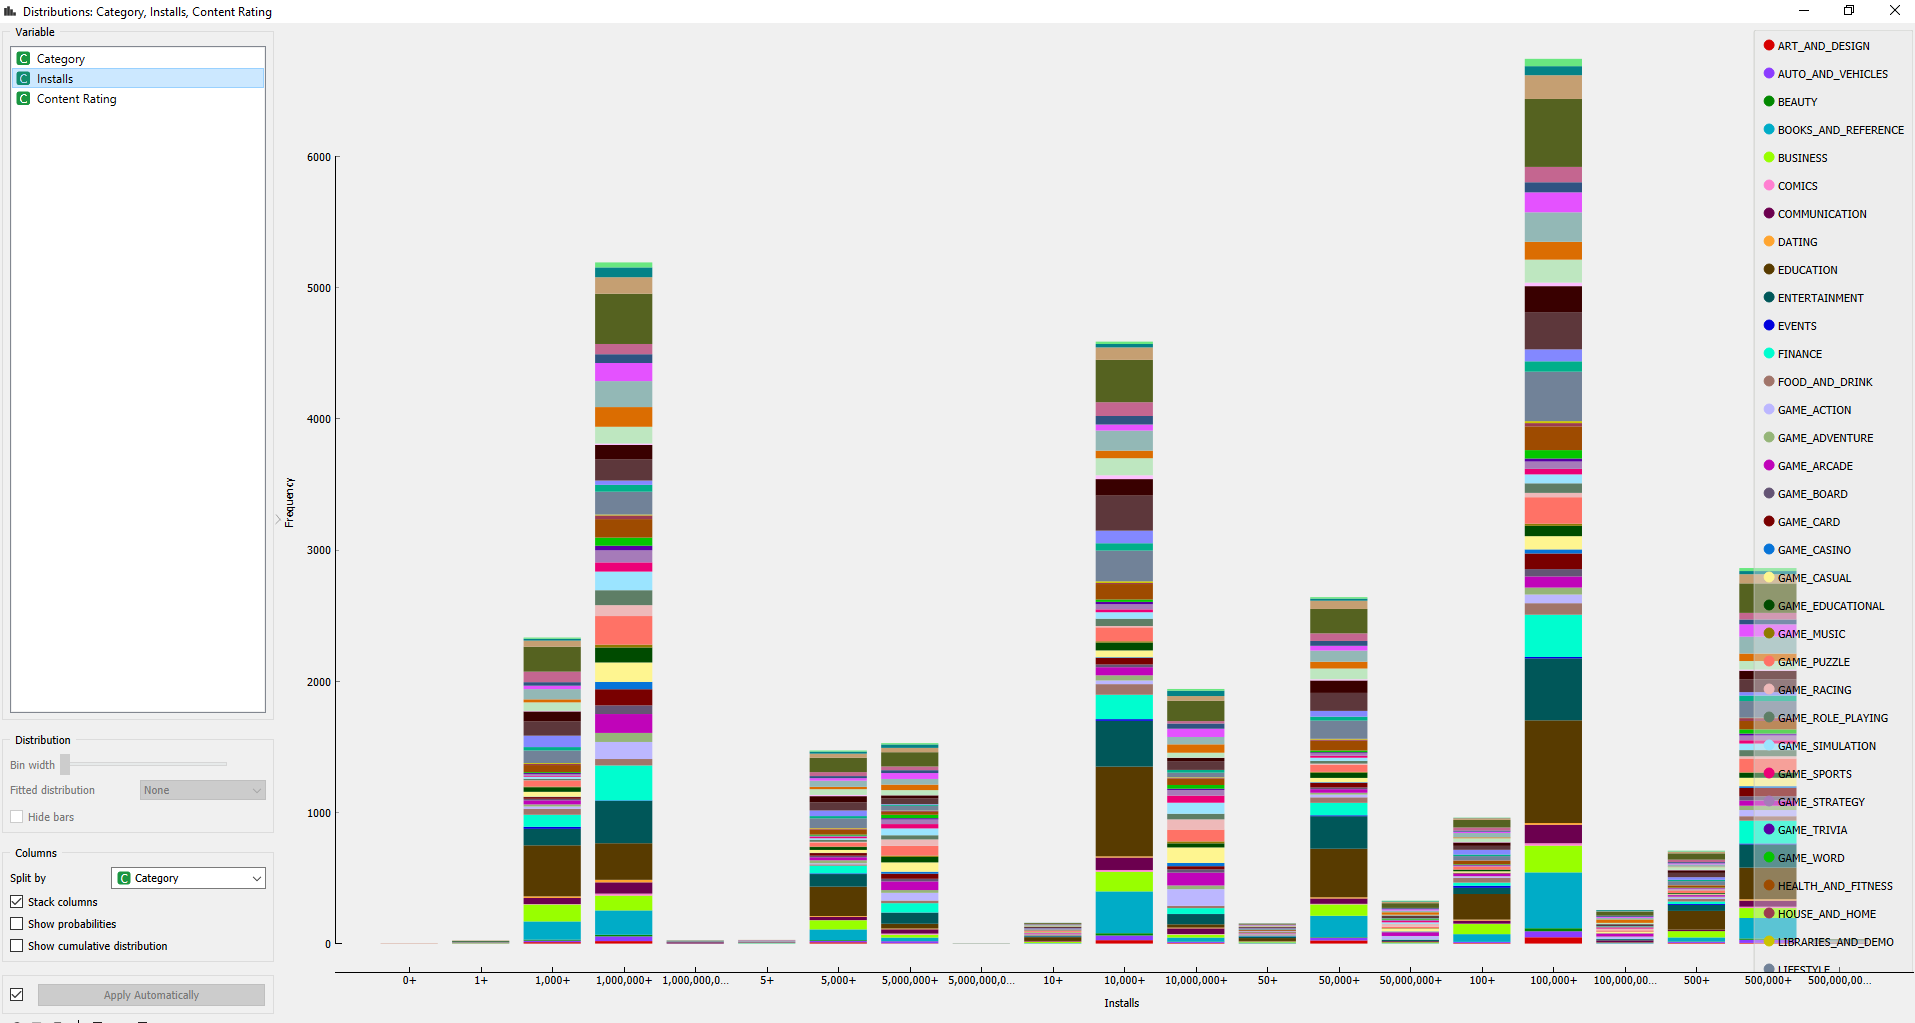 Distributions: Category, Installs, Content Rating
Variable
C Category
C Installs
C Content Rating
Distribution
Bin width
Fitted distribution None
Hide bars
Columns
Split by C Category
Stack columns
Show probabilities
Show cumulative distribution
Apply Automatically
Frequency
6000
5000
4000
3000
2000
1000
0
0+ 1+ 1,000+ 1,000,000+ 1,000,000,0... 5+ 5,000+ 5,000,000+ 5,000,000,0... 10+ 10,000+ 10,000,000+ 50+ 50,000+ 50,000,000+ 100+ 100,000+ 100,000,00... 500+ 500,000+ 500,000,00...
Installs
ART_AND_DESIGN
AUTO_AND_VEHICLES
BEAUTY
BOOKS_AND_REFERENCE
BUSINESS
COMICS
COMMUNICATION
DATING
EDUCATION
ENTERTAINMENT
EVENTS
FINANCE
FOOD_AND_DRINK
GAME_ACTION
GAME_ADVENTURE
GAME_ARCADE
GAME_BOARD
GAME_CARD
GAME_CASINO
GAME_CASUAL
GAME_EDUCATIONAL
GAME_MUSIC
GAME_PUZZLE
GAME_RACING
GAME_ROLE_PLAYING
GAME_SIMULATION
GAME_SPORTS
GAME_STRATEGY
GAME_TRIVIA
GAME_WORD
HEALTH_AND_FITNESS
HOUSE_AND_HOME
LIBRARIES_AND_DEMO
LIFESTYLE